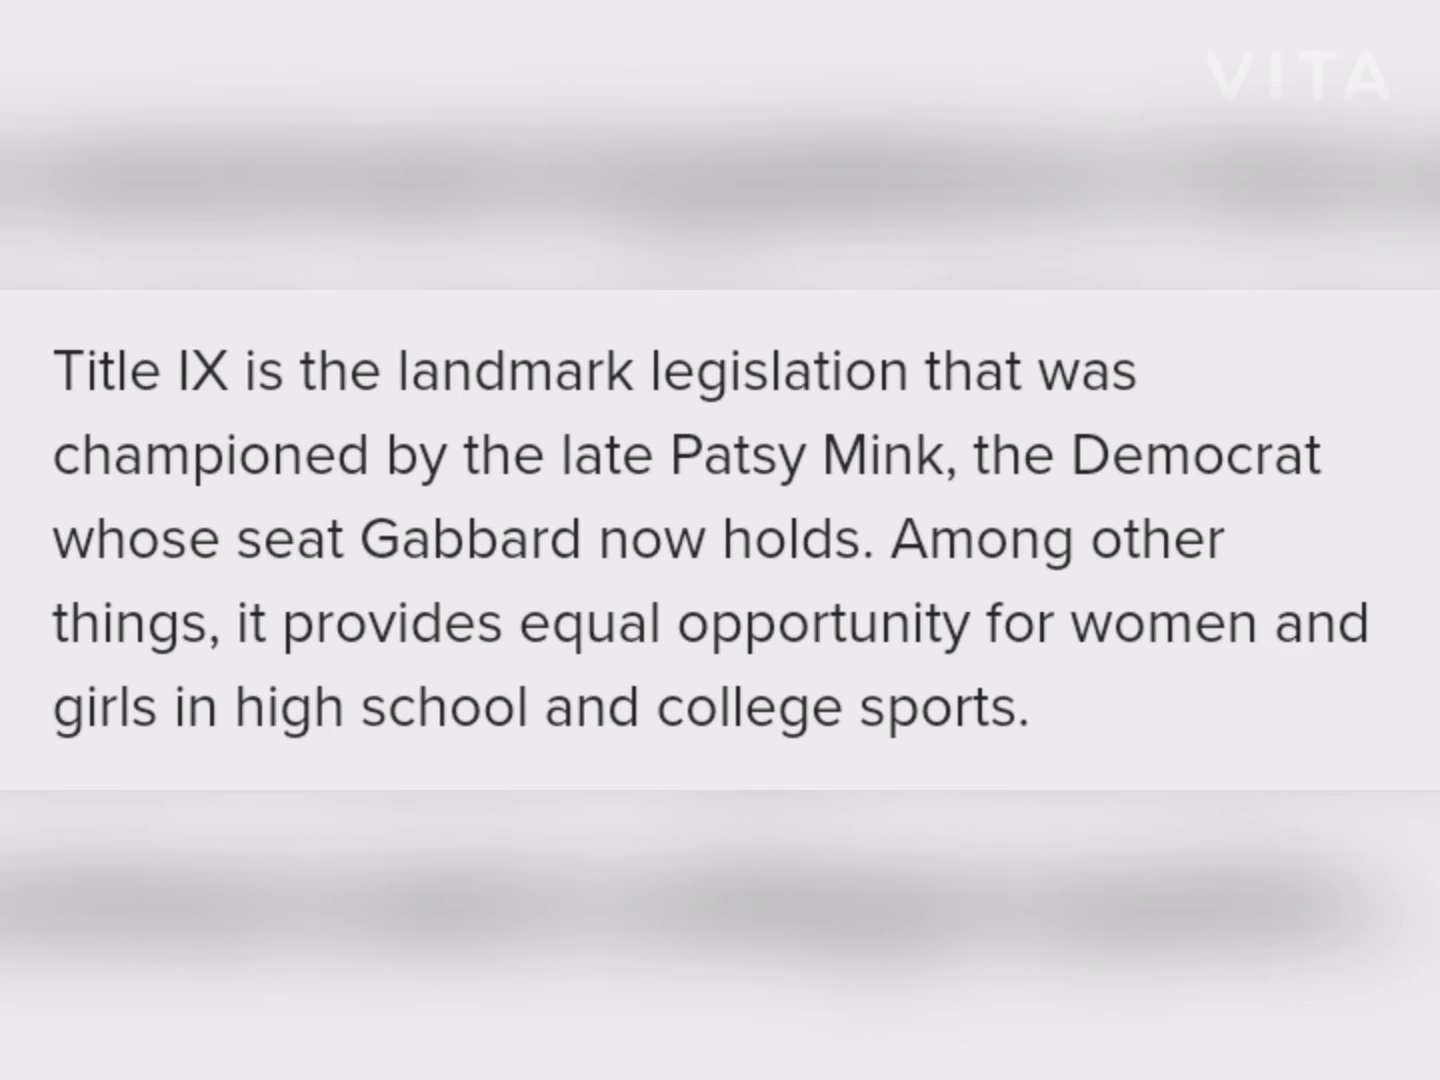 VITA
Title IX is the landmark legislation that was
championed by the late Patsy Mink, the Democrat
whose seat Gabbard now holds. Among other
things, it provides equal opportunity for women and
girls in high school and college sports.